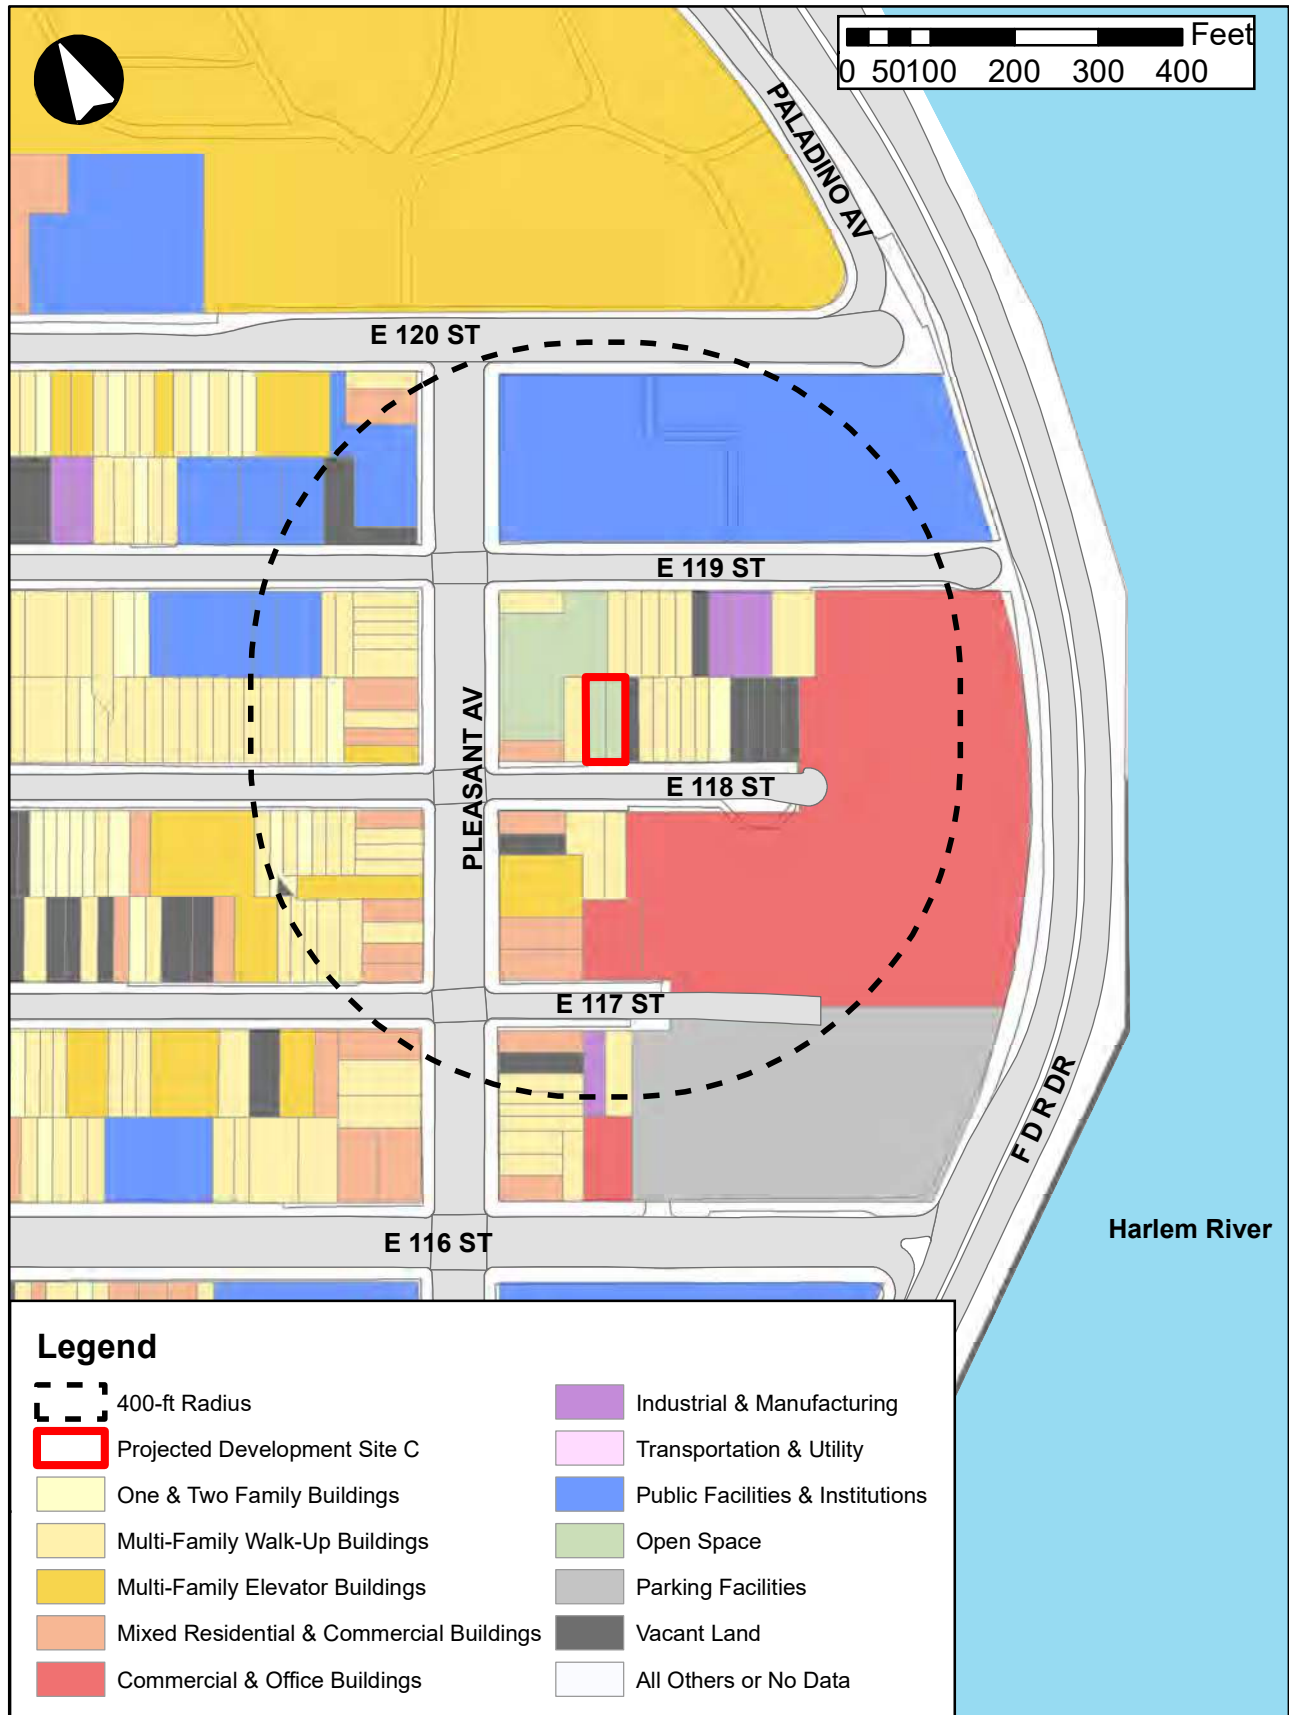 Feet
0 50 100 200 300 400
PALADINO AV
E 120 ST
E 119 ST
PLEASANT AV
E 118 ST
E 117 ST
F D R DR
Harlem River
E 116 ST
Legend
400-ft Radius
Projected Development Site C
One & Two Family Buildings
Multi-Family Walk-Up Buildings
Multi-Family Elevator Buildings
Mixed Residential & Commercial Buildings
Commercial & Office Buildings
Industrial & Manufacturing
Transportation & Utility
Public Facilities & Institutions
Open Space
Parking Facilities
Vacant Land
All Others or No Data